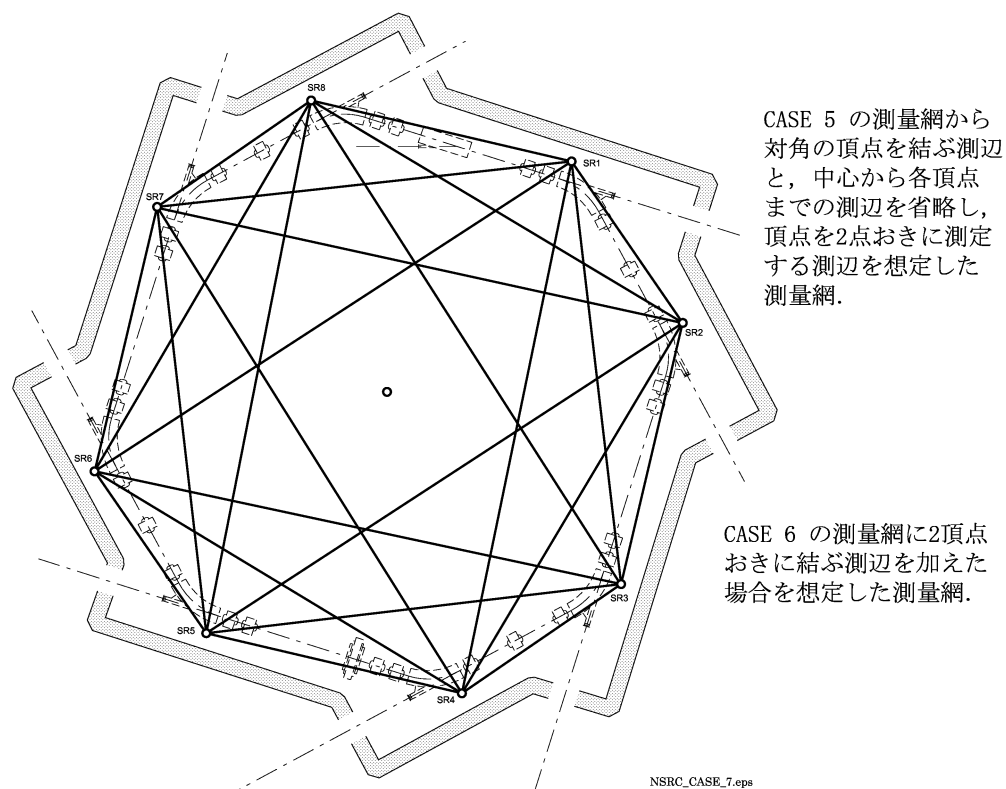 SR8
SR1
SR7
SR2
SR6
SR3
SR5
SR4
CASE 5 の測量網から
対角の頂点を結ぶ測辺
と, 中心から各頂点
までの測辺を省略し,
頂点を2点おきに測定
する測辺を想定した
測量網.
CASE 6 の測量網に2頂点
おきに結ぶ測辺を加えた
場合を想定した測量網.
NSRC_CASE_7.eps